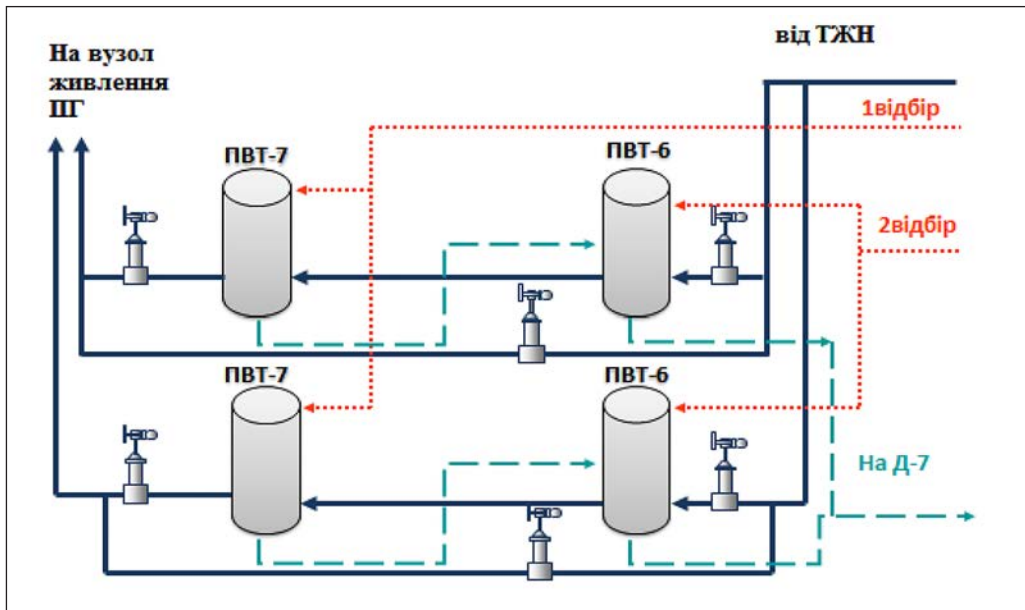 На вузол
живлення
ПГ
від ТЖН
1відбір
ПВТ-7
ПВТ-6
2відбір
ПВТ-7
ПВТ-6
На Д-7